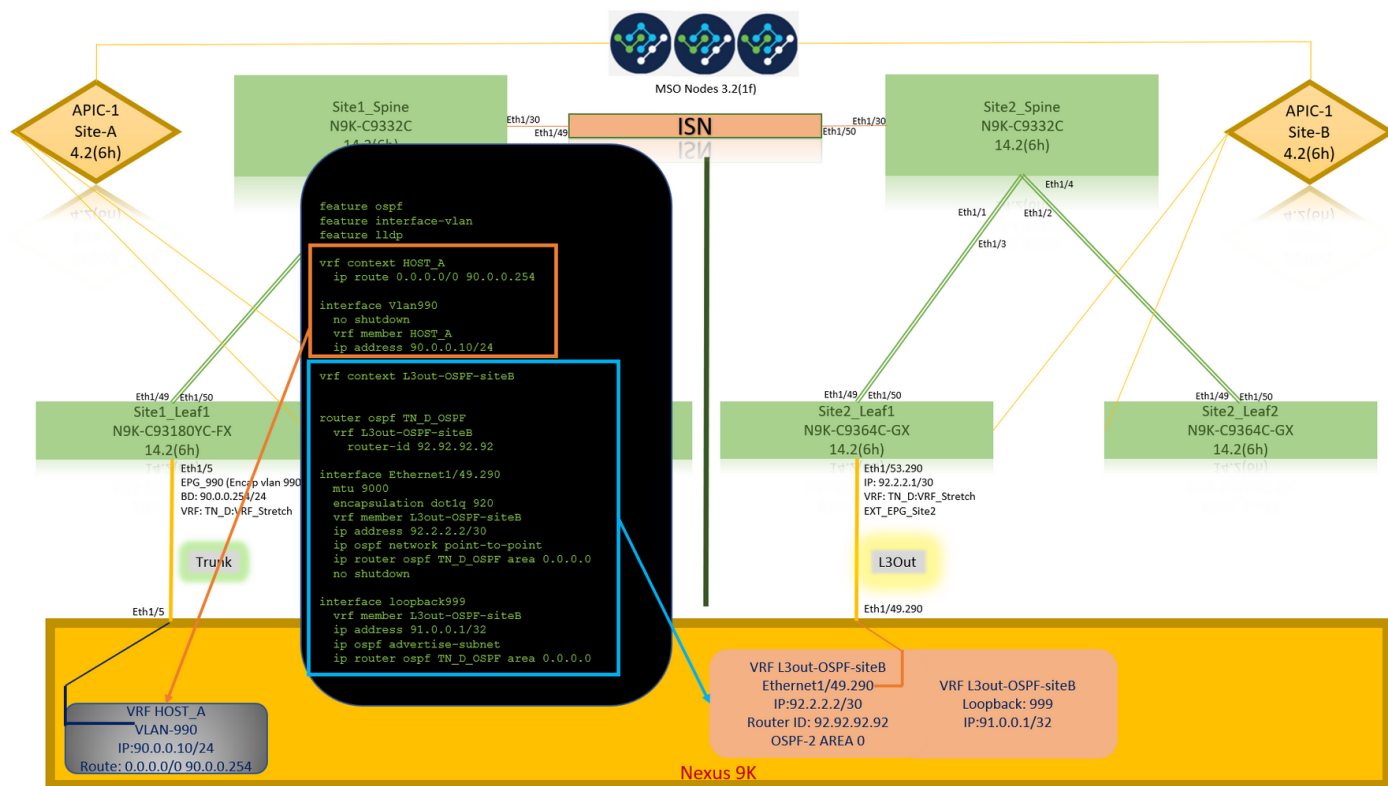 MSO Nodes 3.2(1f)
APIC-1
Site-A
4.2(6h)
Site1_Spine
N9K-C9332C
14.2(6h)
Eth1/30
Eth1/49
ISN
Eth1/30
Eth1/50
Site2_Spine
N9K-C9332C
14.2(6h)
APIC-1
Site-B
4.2(6h)
Eth1/4
Eth1/1
Eth1/2
Eth1/3
feature ospf
feature interface-vlan
feature lldp
vrf context HOST_A
ip route 0.0.0.0/0 90.0.0.254
interface Vlan990
no shutdown
vrf member HOST_A
ip address 90.0.0.10/24
vrf context L3out-OSPF-siteB
router ospf TN_D_OSPF
vrf L3out-OSPF-siteB
router-id 92.92.92.92
interface Ethernet1/49.290
mtu 9000
encapsulation dot1q 920
vrf member L3out-OSPF-siteB
ip address 92.2.2.2/30
ip ospf network point-to-point
ip router ospf TN_D_OSPF area 0.0.0.0
no shutdown
interface loopback999
vrf member L3out-OSPF-siteB
ip address 91.0.0.1/32
ip ospf advertise-subnet
ip router ospf TN_D_OSPF area 0.0.0.0
Eth1/49 Eth1/50
Site1_Leaf1
N9K-C93180YC-FX
14.2(6h)
Eth1/5
EPG_990 (Encap vlan 990
BD: 90.0.0.254/24
VRF: TN_D:VRF_Stretch
Trunk
Eth1/5
Eth1/49 Eth1/50
Site2_Leaf1
N9K-C9364C-GX
14.2(6h)
Eth1/53.290
IP: 92.2.2.1/30
VRF: TN_D:VRF_Stretch
EXT_EPG_Site2
L3Out
Eth1/49.290
Eth1/49 Eth1/50
Site2_Leaf2
N9K-C9364C-GX
14.2(6h)
VRF HOST_A
VLAN-990
IP:90.0.0.10/24
Route: 0.0.0.0/0 90.0.0.254
VRF L3out-OSPF-siteB
Ethernet1/49.290
IP:92.2.2.2/30
Router ID: 92.92.92.92
OSPF-2 AREA 0
VRF L3out-OSPF-siteB
Loopback: 999
IP:91.0.0.1/32
Nexus 9K